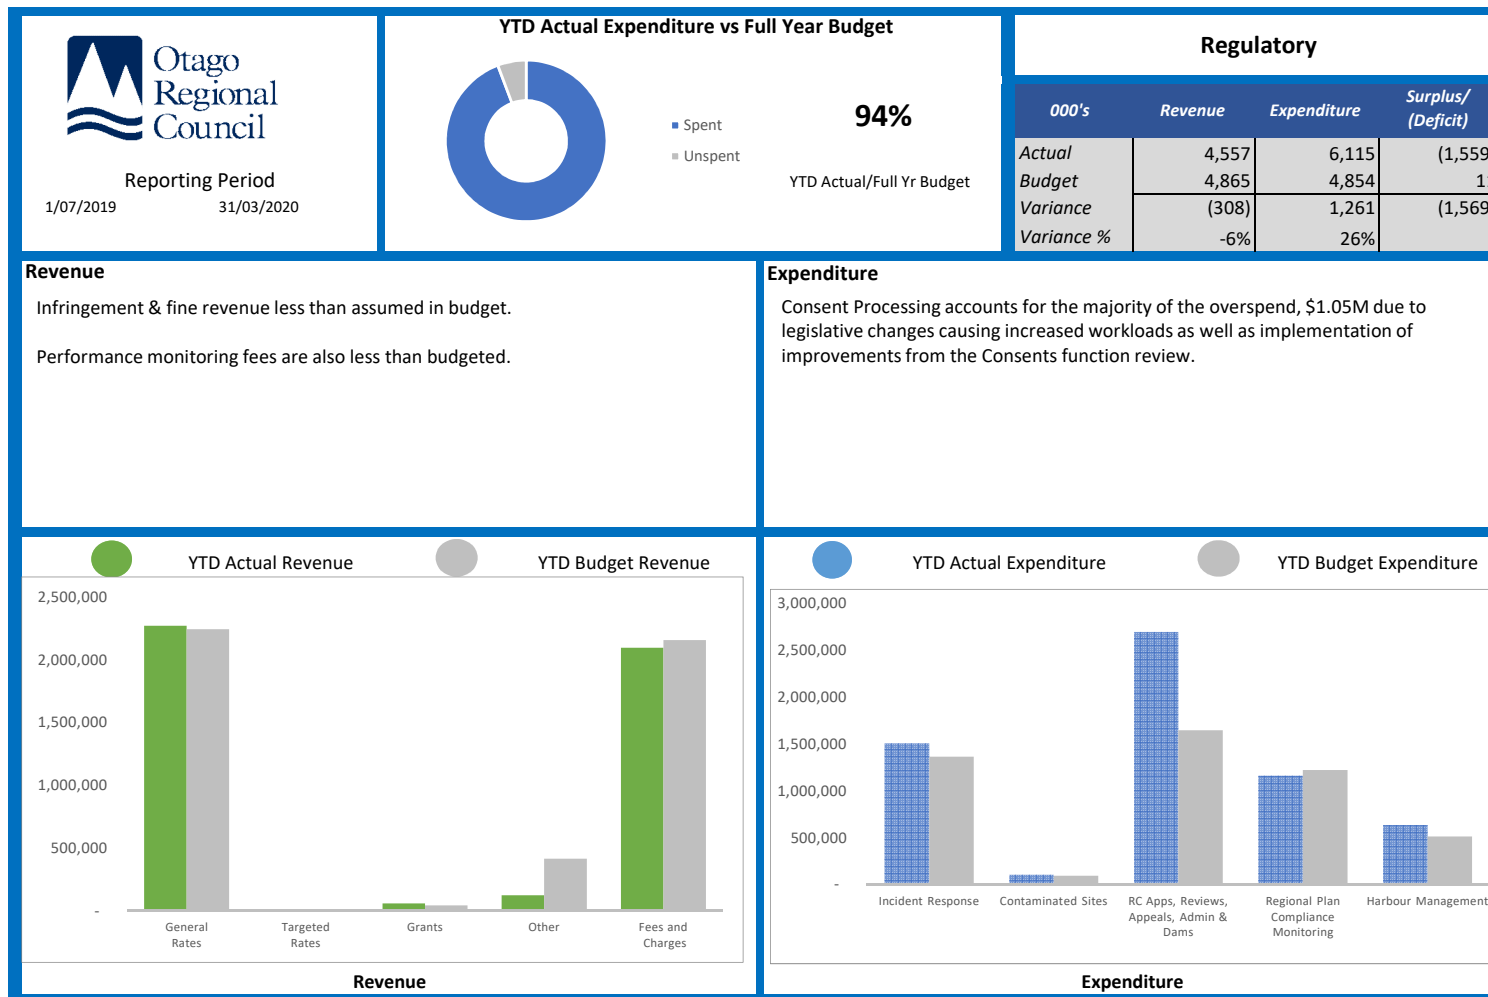 Otago
Regional
Council
Reporting Period
1/07/2019 31/03/2020
YTD Actual Expenditure vs Full Year Budget
Spent
Unspent
94%
YTD Actual/Full Yr Budget
Regulatory
000's Revenue Expenditure Surplus/
(Deficit)
Actual 4,557 6,115 (1,559
Budget 4,865 4,854
Variance (308) 1,261 (1,569
Variance % -6% 26%
Revenue
Infringement & fine revenue less than assumed in budget.
Performance monitoring fees are also less than budgeted.
Expenditure
Consent Processing accounts for the majority of the overspend, $1.05M due to
legislative changes causing increased workloads as well as implementation of
improvements from the Consents function review.
YTD Actual Revenue YTD Budget Revenue
2,500,000
2,000,000
1,500,000
1,000,000
500,000
-
General
Rates
Targeted
Rates
Grants
Other
Fees and
Charges
Revenue
YTD Actual Expenditure YTD Budget Expenditure
3,000,000
2,500,000
2,000,000
1,500,000
1,000,000
500,000
-
Incident Response
Contaminated Sites
RC Apps, Reviews,
Appeals, Admin &
Dams
Regional Plan
Compliance
Monitoring
Harbour Management
Expenditure